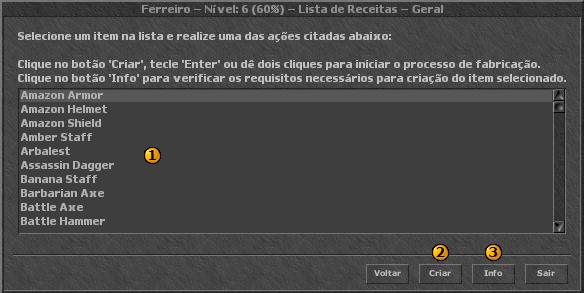 Ferreiro – Nível: 6 (60%) – Lista de Receitas – Geral
Selecione um item na lista e realize uma das ações citadas abaixo:
Clique no botão 'Criar', tecle 'Enter' ou dê dois cliques para iniciar o processo de fabricação.
Clique no botão 'Info' para verificar os requisitos necessários para criação do item selecionado.
Amazon Armor
Amazon Helmet
Amazon Shield
Amber Staff
Arbalest
1
Assassin Dagger
Banana Staff
Barbarian Axe
Battle Axe
Battle Hammer
2 3
Voltar Criar Info Sair